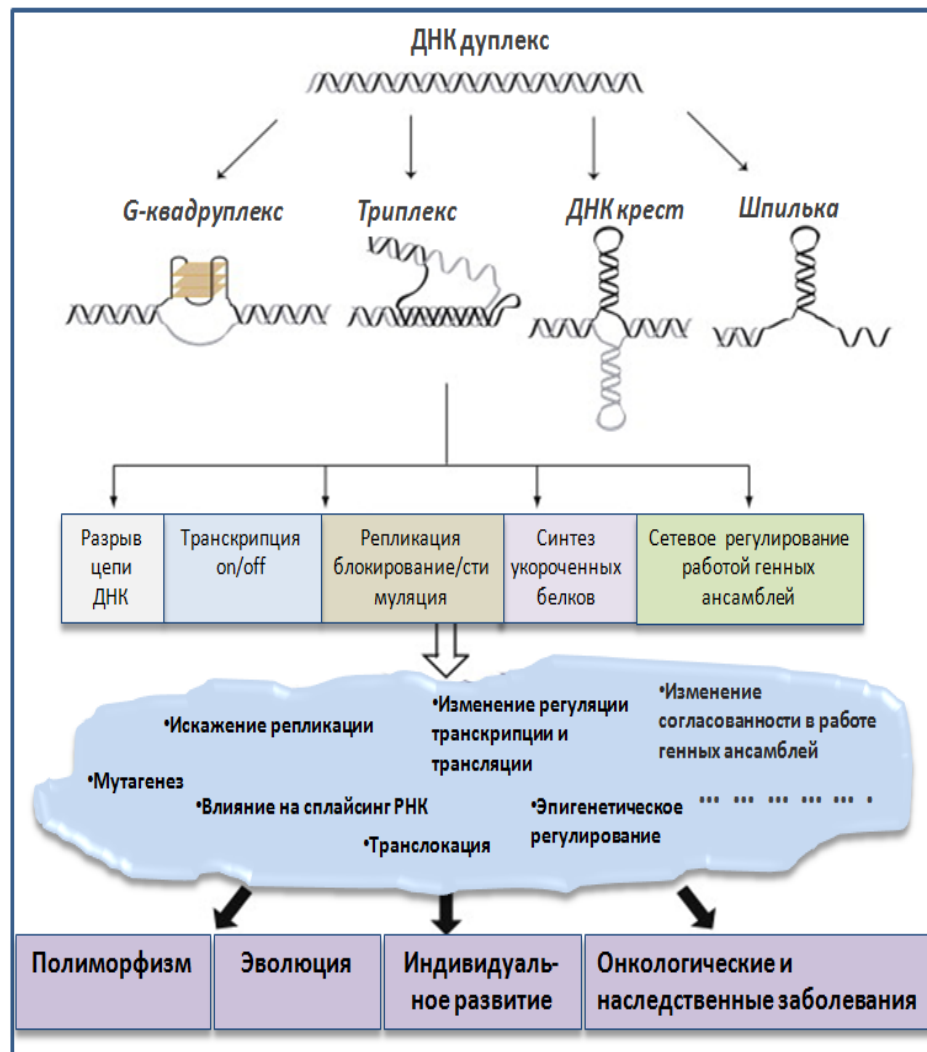 ДНК дуплекс
G-квадруплекс
Триплекс
ДНК крест
Шпилька
Разрыв
цепи
ДНК
Транскрипция
on/off
Репликация
блокирование/сти
муляция
Синтез
укороченных
белков
Сетевое регулирование
работой генных
ансамблей
•Искажение репликации
•Изменение регуляции
транскрипции и
трансляции
•Изменение
согласованности в работе
генных ансамблей
•Мутагенез
•Влияние на сплайсинг РНК
•Эпигенетическое
регулирование
... ... ... ... ... .
•Транслокация
Полиморфизм
Эволюция
Индивидуаль-
ное развитие
Онкологические и
наследственные заболевания